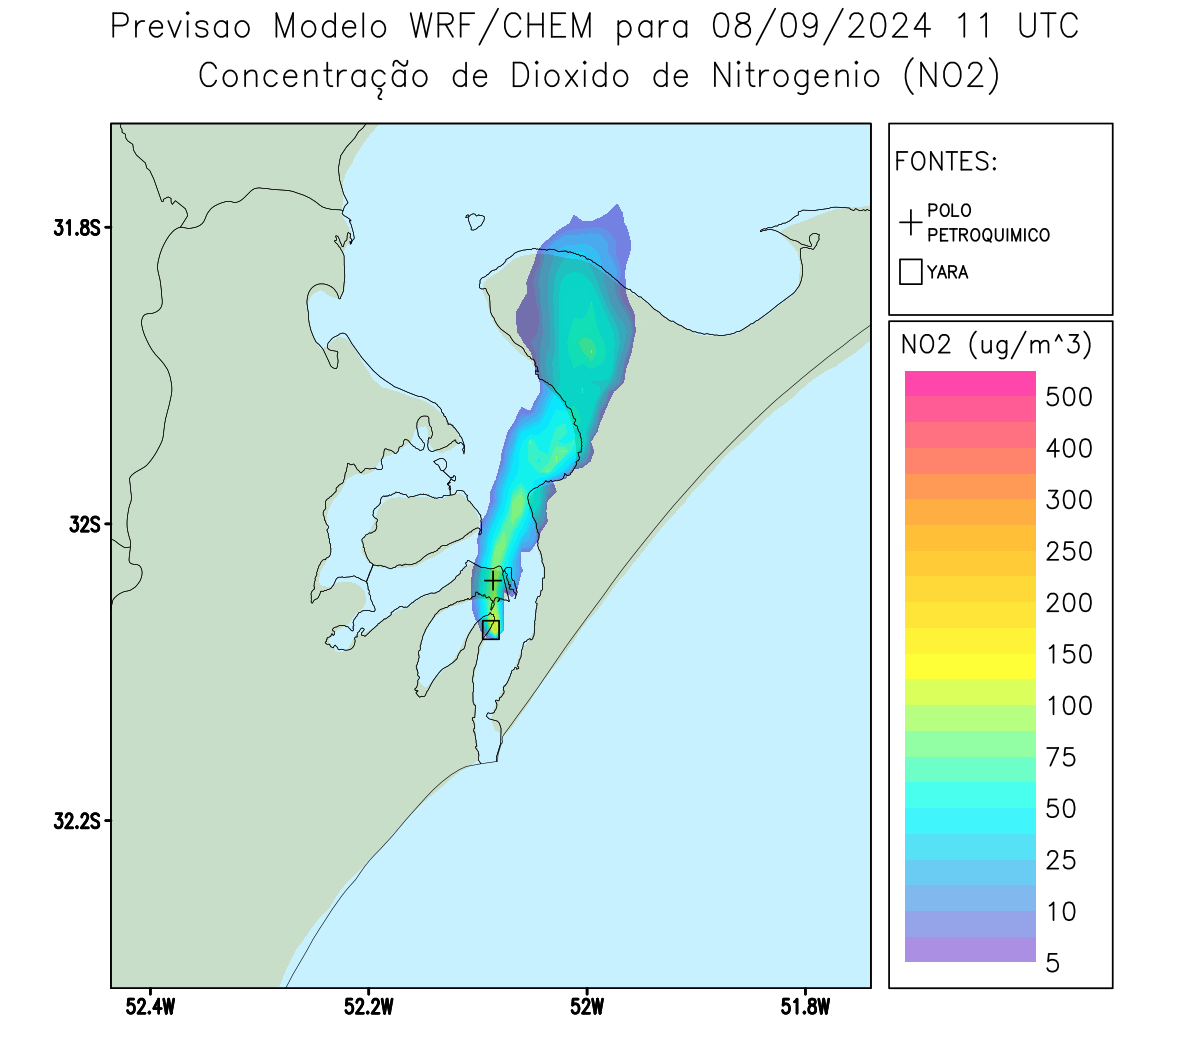 Previsao Modelo WRF/CHEM para 08/09/2024 11 UTC
Concentração de Dioxido de Nitrogenio (NO2)
FONTES:
POLO
PETROQUIMICO
YARA
NO2 (ug/m^3)
500
400
300
250
200
150
100
75
50
25
10
5
31.8S
32S
32.2S
52.4W
52.2W
52W
51.8W